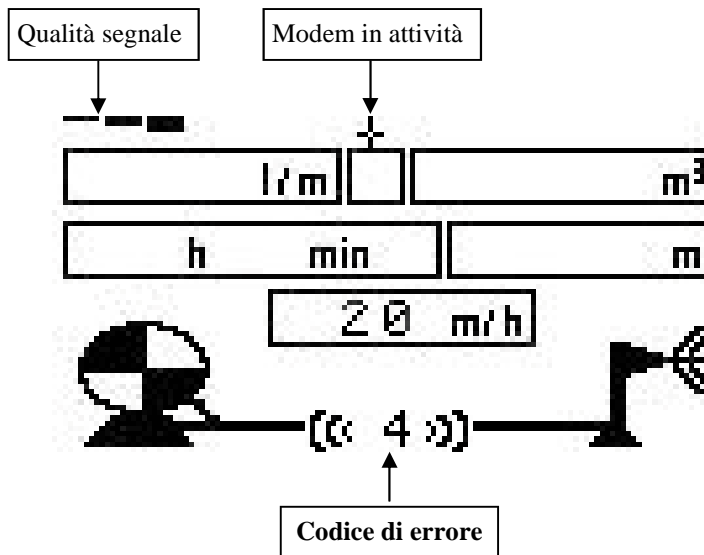 Qualità segnale
Modem in attività
l/m m³
h min m
20 m/h
4
Codice di errore